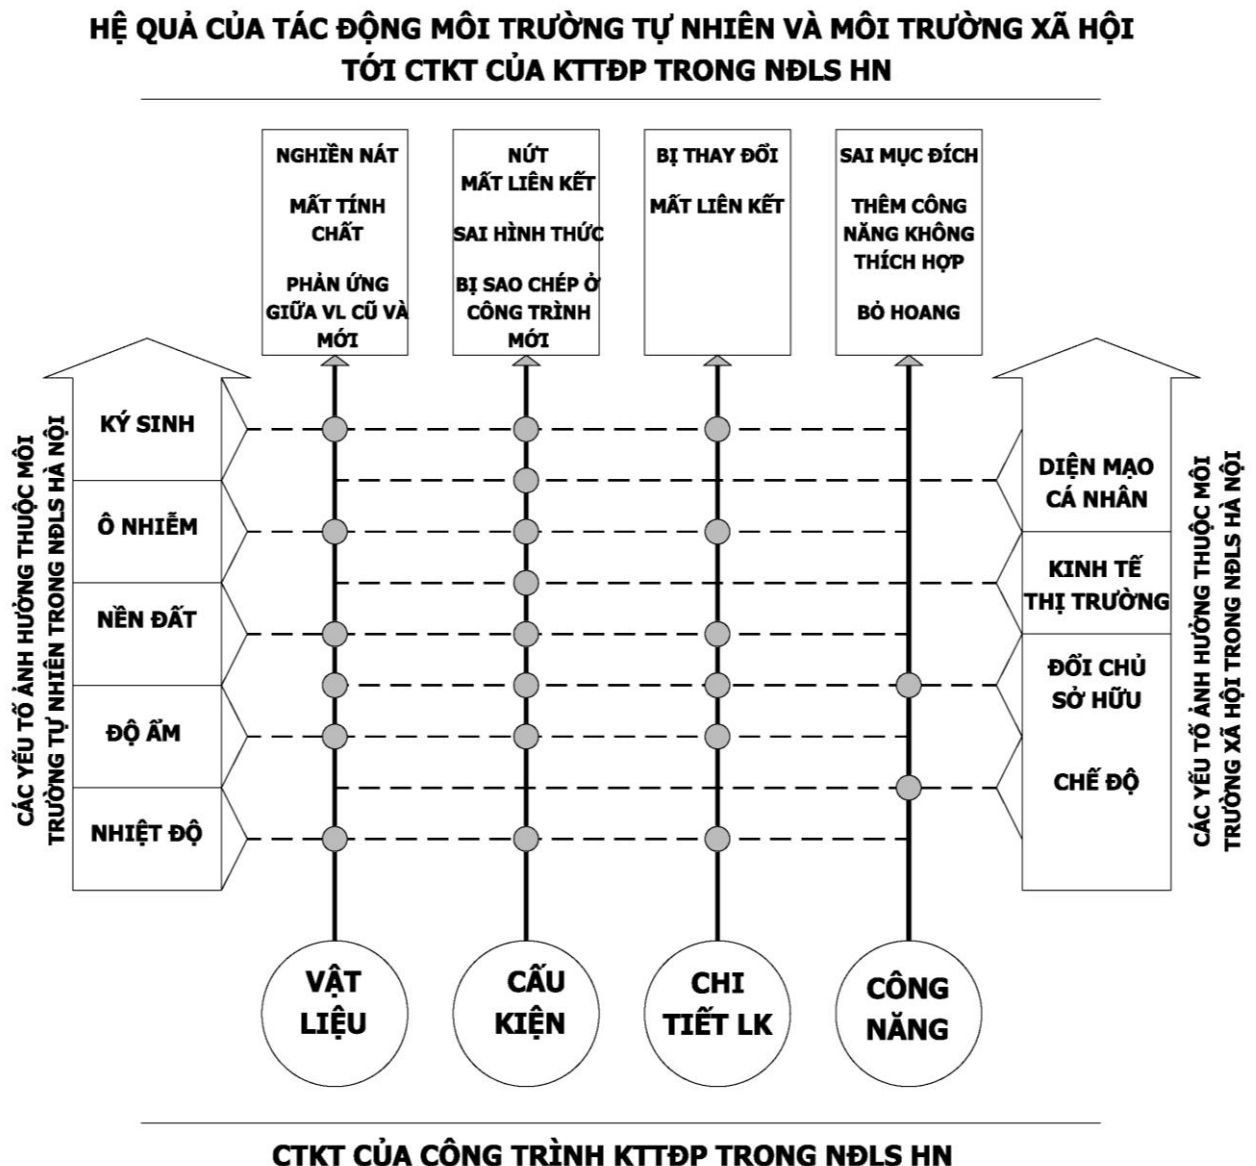 HỆ QUẢ CỦA TÁC ĐỘNG MÔI TRƯỜNG TỰ NHIÊN VÀ MÔI TRƯỜNG XÃ HỘI
TỚI CTKT CỦA KTTĐP TRONG NĐLS HN
NGHIỀN NÁT
MẤT TÍNH
CHẤT
PHẢN ỨNG
GIỮA VL CŨ VÀ
MỚI
NỨT
MẤT LIÊN KẾT
SAI HÌNH THỨC
BỊ SAO CHÉP Ở
CÔNG TRÌNH
MỚI
BỊ THAY ĐỔI
MẤT LIÊN KẾT
SAI MỤC ĐÍCH
THÊM CÔNG
NĂNG KHÔNG
THÍCH HỢP
BỎ HOANG
CÁC YẾU TỐ ẢNH HƯỞNG THUỘC MÔI
TRƯỜNG TỰ NHIÊN TRONG NĐLS HÀ NỘI
KÝ SINH
Ô NHIỄM
NỀN ĐẤT
ĐỘ ẨM
NHIỆT ĐỘ
DIỆN MẠO
CÁ NHÂN
KINH TẾ
THỊ TRƯỜNG
ĐỔI CHỦ
SỞ HỮU
CHẾ ĐỘ
CÁC YẾU TỐ ẢNH HƯỞNG THUỘC MÔI
TRƯỜNG XÃ HỘI TRONG NĐLS HÀ NỘI
VẬT
LIỆU
CẤU
KIỆN
CHI
TIẾT LK
CÔNG
NĂNG
CTKT CỦA CÔNG TRÌNH KTTĐP TRONG NĐLS HN